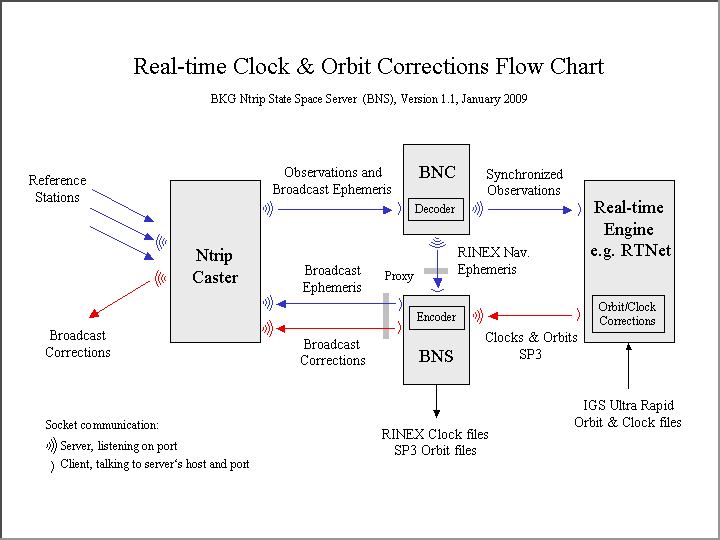 Real-time Clock & Orbit Corrections Flow Chart
BKG Ntrip State Space Server (BNS), Version 1.1, January 2009
Reference
Stations
Observations and
Broadcast Ephemeris
BNC
Decoder
Synchronized
Observations
Real-time
Engine
e.g. RTNet
Ntrip
Caster
RINEX Nav.
Ephemeris
Broadcast
Ephemeris
Proxy
Encoder
BNS
Orbit/Clock
Corrections
Broadcast
Corrections
Broadcast
Corrections
Clocks & Orbits
SP3
IGS Ultra Rapid
Orbit & Clock files
RINEX Clock files
SP3 Orbit files
Socket communication:
Server, listening on port
Client, talking to server‘s host and port